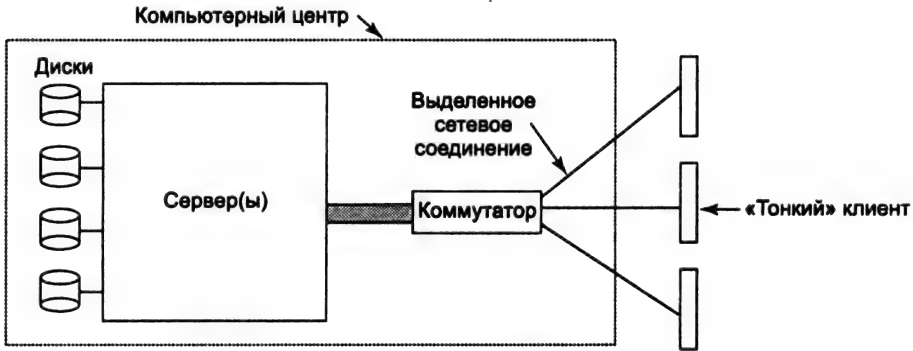 Компьютерный центр
Диски
Выделенное
сетевое
соединение
Сервер(ы)
Коммутатор
«Тонкий» клиент